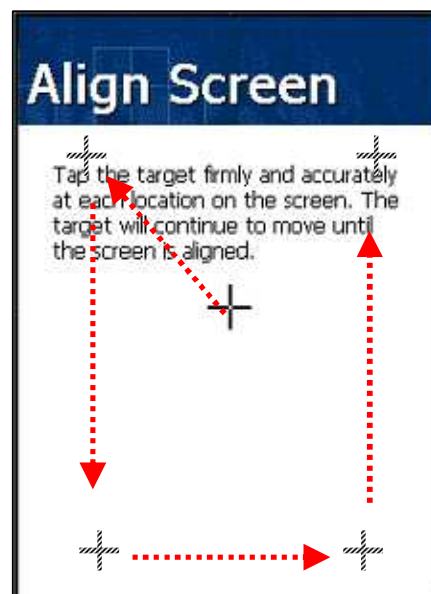 Align Screen
Tap the target firmly and accurately
at each location on the screen. The
target will continue to move until
the screen is aligned.